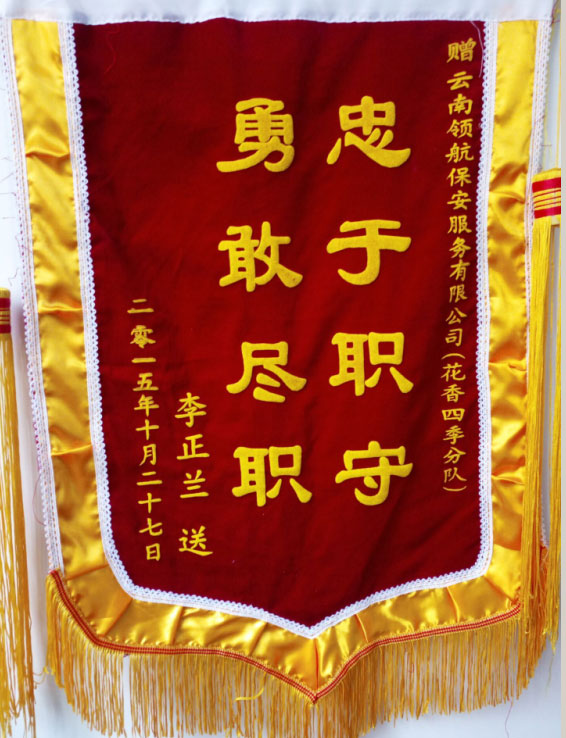 赠云南领航保安服务有限公司(花香四季分队)
忠于职守
勇敢尽职
李正兰 送
二零一五年十月二十七日